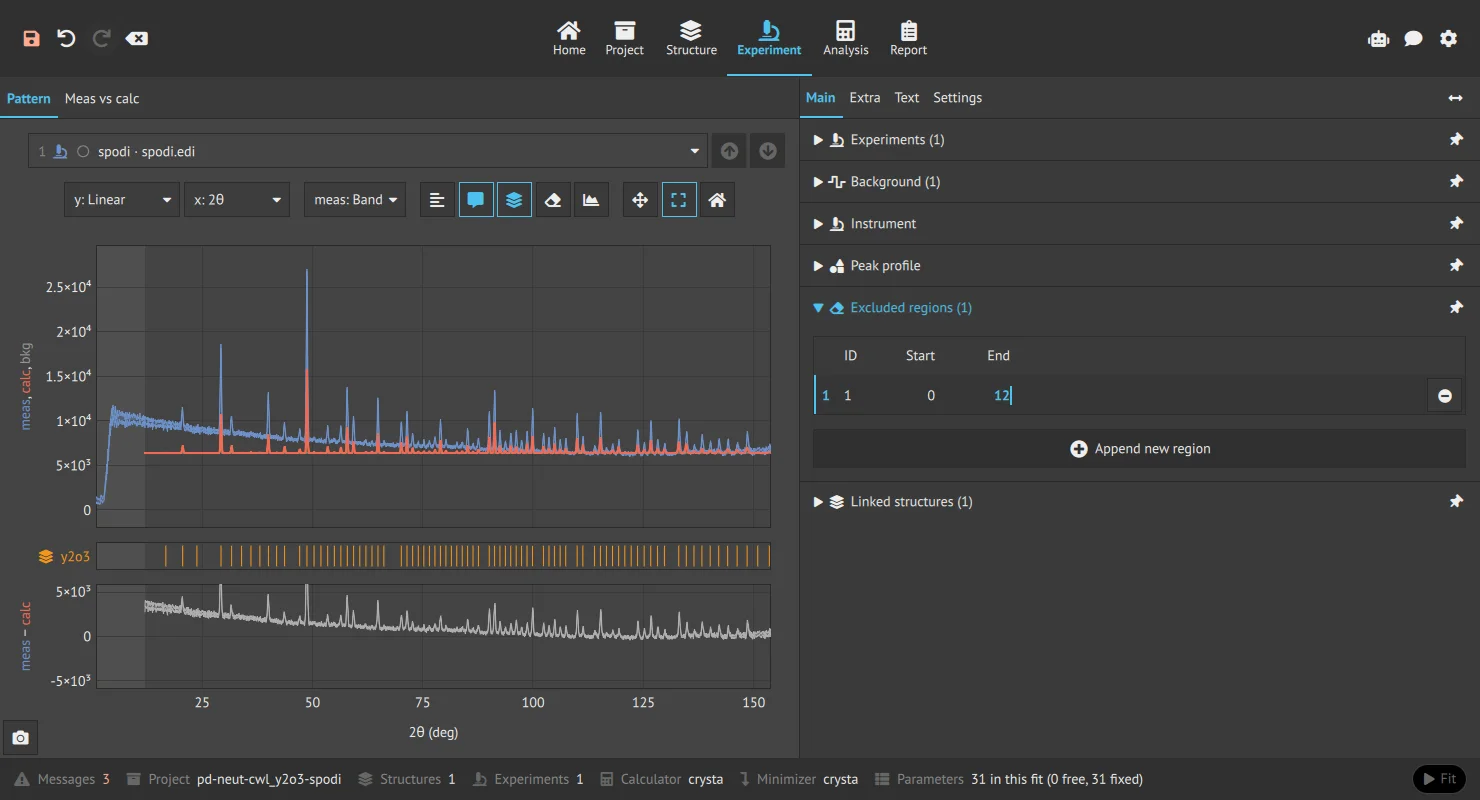 Home Project Structure Experiment Analysis Report
Pattern Meas vs calc
1 spodi · spodi.edi
y: Linear x: 2θ meas: Band
meas, calc, bkg
2.5×10⁴
2×10⁴
1.5×10⁴
1×10⁴
5×10³
0
y2o3
meas − calc
5×10³
0
-5×10³
25 50 75 100 125 150
2θ (deg)
Main Extra Text Settings
Experiments (1)
Background (1)
Instrument
Peak profile
Excluded regions (1)
ID Start End
1 1 0 12
Append new region
Linked structures (1)
Messages 3 Project pd-neut-cwl_y2o3-spodi Structures 1 Experiments 1 Calculator crysta Minimizer crysta Parameters 31 in this fit (0 free, 31 fixed) Fit